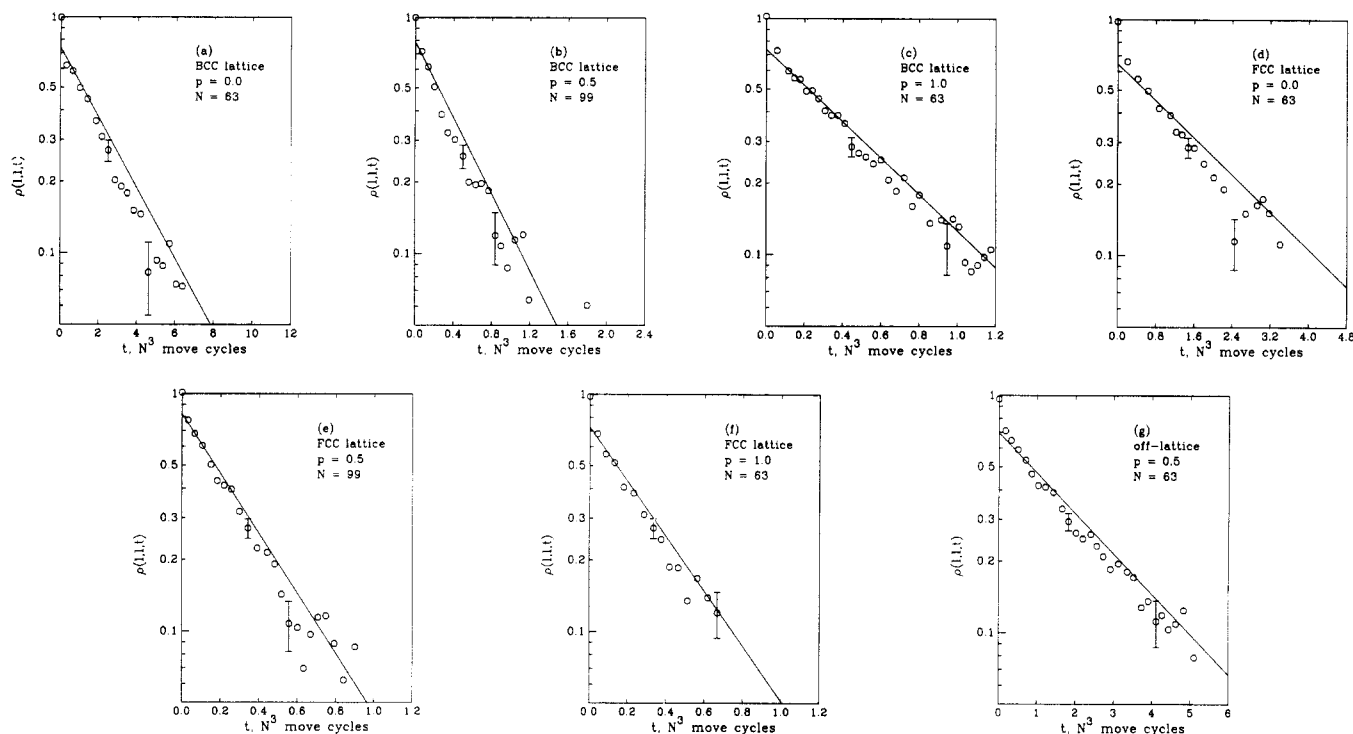 (a)
BCC lattice
p = 0.0
N = 63
ρ(1,1,t)
1
0.5
0.3
0.2
0.1
0 2 4 6 8 10 12
t, N³ move cycles
(b)
BCC lattice
p = 0.5
N = 99
ρ(1,1,t)
1
0.5
0.3
0.2
0.1
0.0 0.4 0.8 1.2 1.6 2.0 2.4
t, N³ move cycles
(c)
BCC lattice
p = 1.0
N = 63
ρ(1,1,t)
1
0.5
0.3
0.2
0.1
0.0 0.2 0.4 0.6 0.8 1.0 1.2
t, N³ move cycles
(d)
FCC lattice
p = 0.0
N = 63
ρ(1,1,t)
1
0.5
0.3
0.2
0.1
0.0 0.6 1.2 1.8 2.4 3.0 3.6 4.2 4.8
t, N³ move cycles
(e)
FCC lattice
p = 0.5
N = 99
ρ(1,1,t)
1
0.5
0.3
0.2
0.1
0.0 0.2 0.4 0.6 0.8 1.0 1.2
t, N³ move cycles
(f)
FCC lattice
p = 1.0
N = 63
ρ(1,1,t)
1
0.5
0.3
0.2
0.1
0.0 0.2 0.4 0.6 0.8 1.0 1.2
t, N³ move cycles
(g)
off-lattice
p = 0.5
N = 63
ρ(1,1,t)
1
0.5
0.3
0.2
0.1
0 1 2 3 4 5 6
t, N³ move cycles